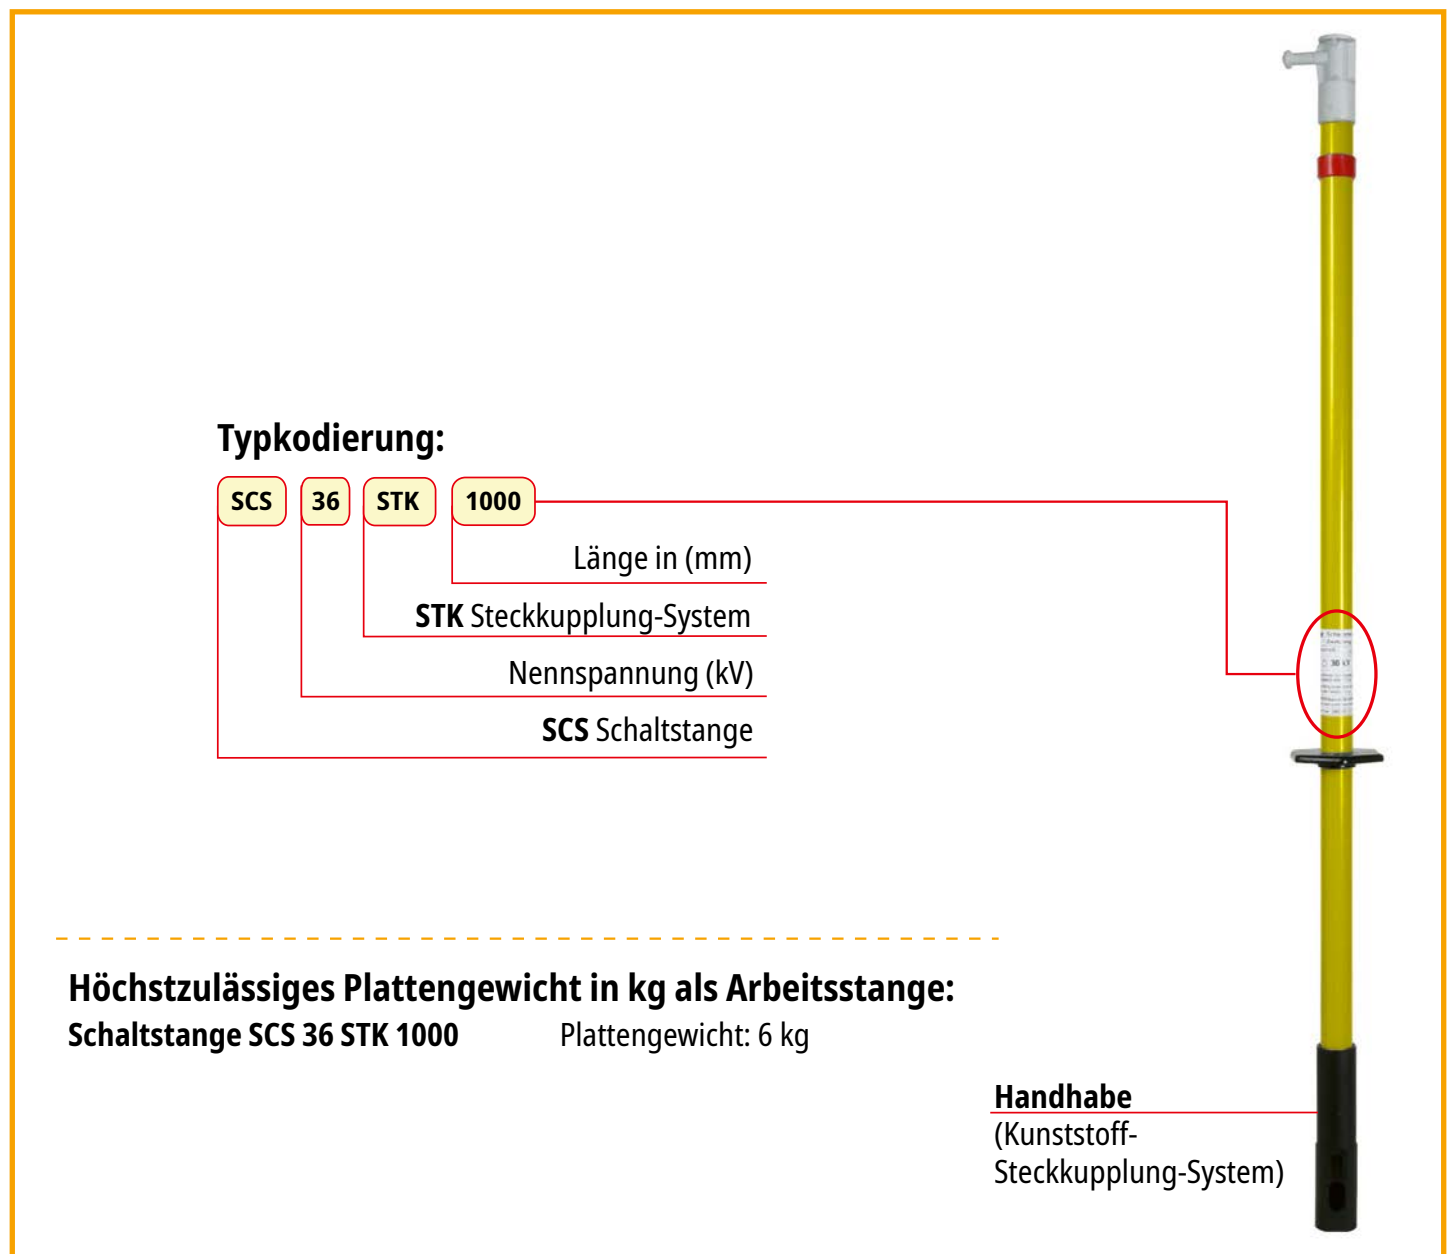 Typkodierung:
SCS 36 STK 1000
Länge in (mm)
STK Steckkupplung-System
Nennspannung (kV)
SCS Schaltstange
Höchstzulässiges Plattengewicht in kg als Arbeitsstange:
Schaltstange SCS 36 STK 1000 Plattengewicht: 6 kg
Handhabe
(Kunststoff-
Steckkupplung-System)